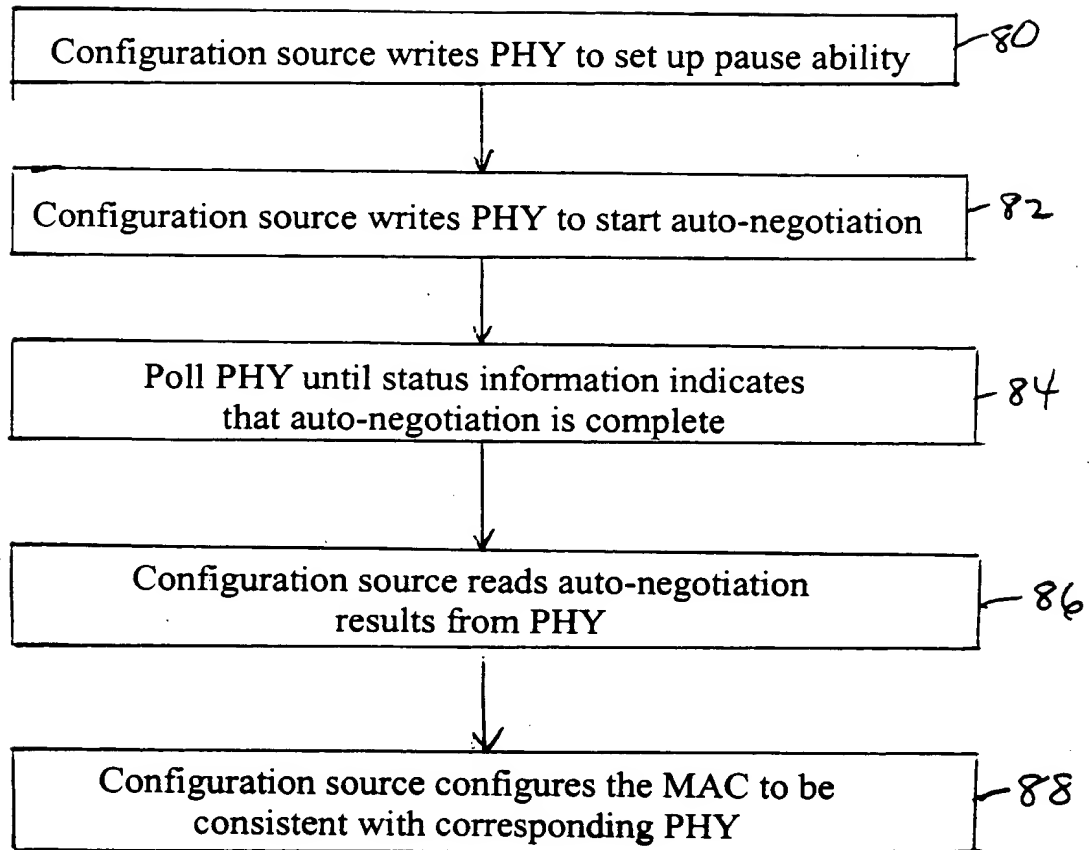 Configuration source writes PHY to set up pause ability
80
Configuration source writes PHY to start auto-negotiation
82
Poll PHY until status information indicates
that auto-negotiation is complete
84
Configuration source reads auto-negotiation
results from PHY
86
Configuration source configures the MAC to be
consistent with corresponding PHY
88